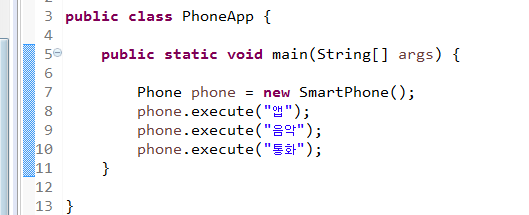 3 public class PhoneApp {
4
5 public static void main(String[] args) {
6
7 Phone phone = new SmartPhone();
8 phone.execute("앱");
9 phone.execute("음악");
10 phone.execute("통화");
11 }
12
13 }